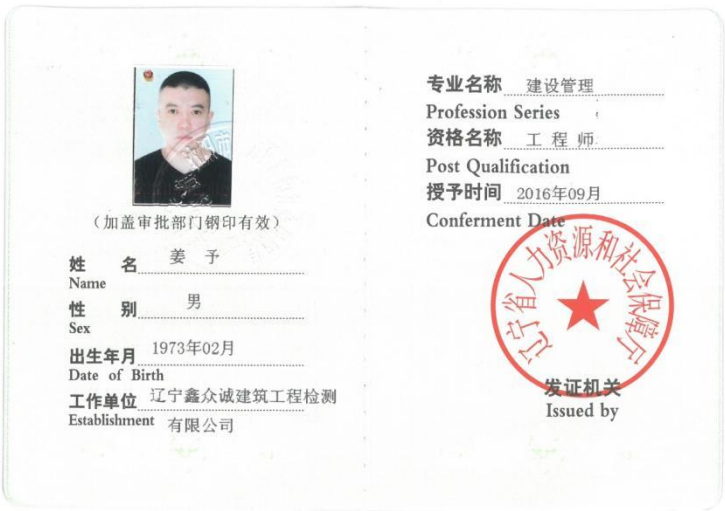 （加盖审批部门钢印有效）
姓 名 姜 予
Name
性 别 男
Sex
出生年月 1973年02月
Date of Birth
工作单位 辽宁鑫众诚建筑工程检测
Establishment 有限公司
专业名称 建设管理
Profession Series
资格名称 工程师
Post Qualification
授予时间 2016年09月
Conferment Date
辽宁省人力资源和社会保障厅
发证机关
Issued by